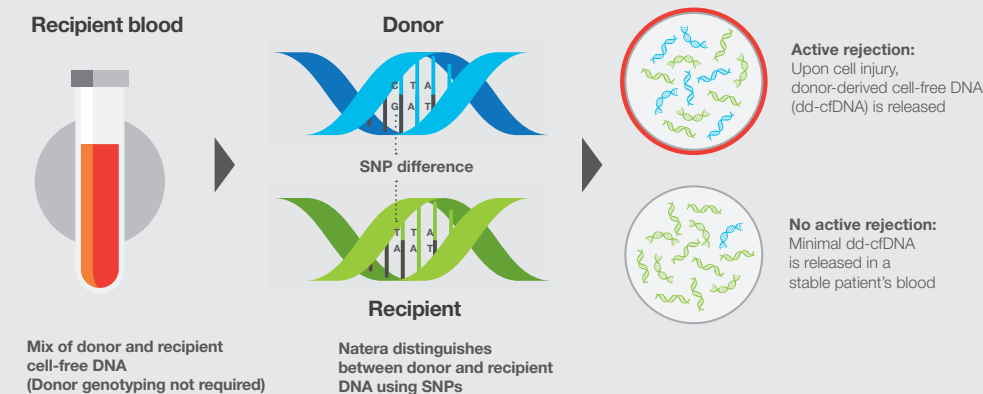 Recipient blood
Mix of donor and recipient
cell-free DNA
(Donor genotyping not required)
Donor
C T A
G A T
SNP difference
T T A
A A T
Recipient
Natera distinguishes
between donor and recipient
DNA using SNPs
Active rejection:
Upon cell injury,
donor-derived cell-free DNA
(dd-cfDNA) is released
No active rejection:
Minimal dd-cfDNA
is released in a
stable patient’s blood